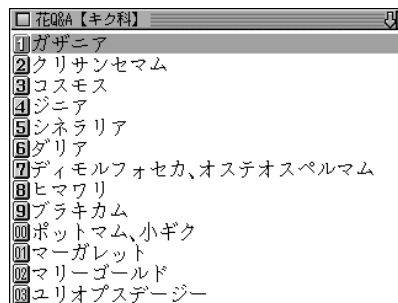 花Q&A【キク科】
1ガザニア
2クリサンセマム
3コスモス
4ジニア
5シネラリア
6ダリア
7ディモルフォセカ、オステオスペルマム
8ヒマワリ
9ブラキカム
00ポットマム、小ギク
01マーガレット
02マリーゴールド
03ユリオプスデージー